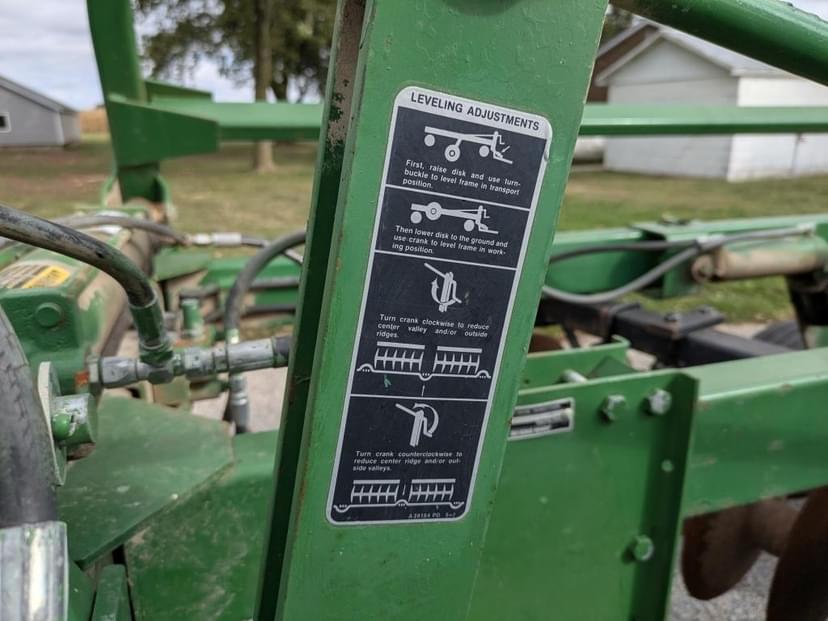 LEVELING ADJUSTMENTS
First, raise disk and use turn-
buckle to level frame in transport
position.
Then lower disk to the ground and
use crank to level frame in work-
ing position.
Turn crank clockwise to reduce
center valley and/or outside
ridges.
Turn crank counterclockwise to
reduce center ridge and/or out-
side valleys.